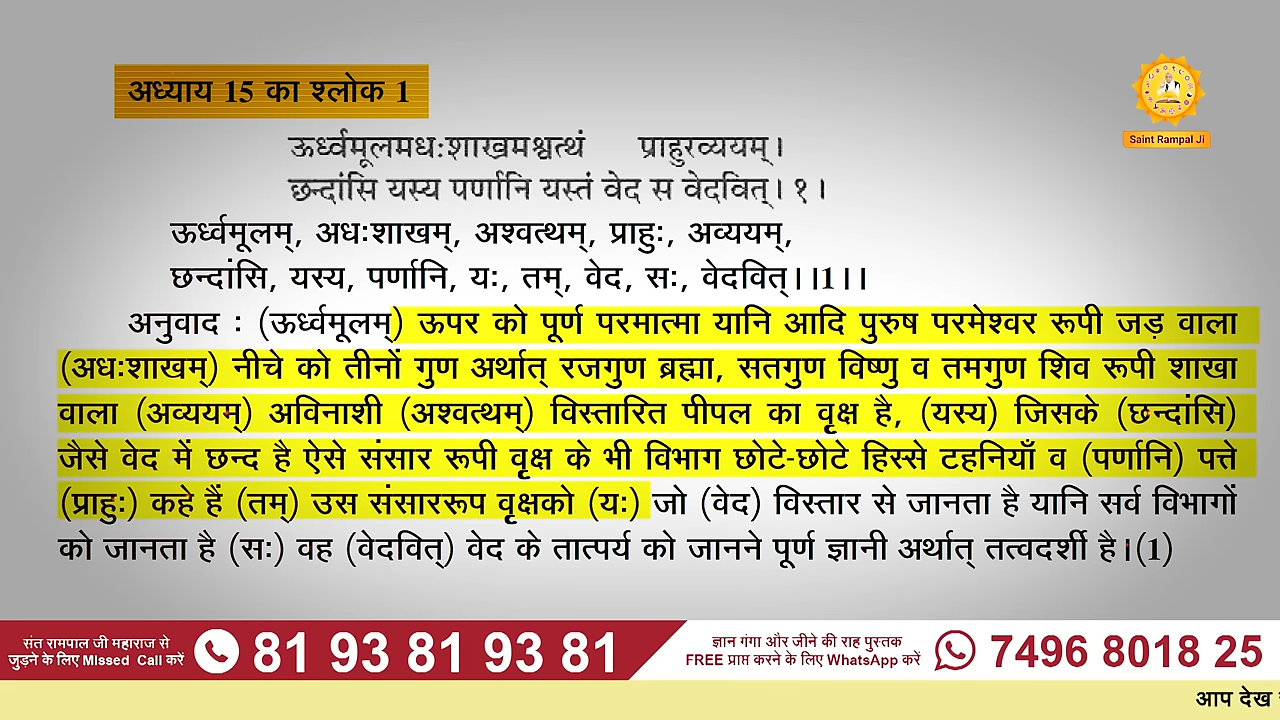 अध्याय 15 का श्लोक 1
Saint Rampal Ji
ऊर्ध्वमूलमधःशाखमश्वत्थं प्राहुरव्ययम्।
छन्दांसि यस्य पर्णानि यस्तं वेद स वेदवित्। १।
ऊर्ध्वमूलम्, अधःशाखम्, अश्वत्थम्, प्राहुः, अव्ययम्,
छन्दांसि, यस्य, पर्णानि, यः, तम्, वेद, सः, वेदवित्।।1।।
अनुवाद : (ऊर्ध्वमूलम्) ऊपर को पूर्ण परमात्मा यानि आदि पुरुष परमेश्वर रूपी जड़ वाला
(अधःशाखम्) नीचे को तीनों गुण अर्थात् रजगुण ब्रह्मा, सतगुण विष्णु व तमगुण शिव रूपी शाखा
वाला (अव्ययम्) अविनाशी (अश्वत्थम्) विस्तारित पीपल का वृक्ष है, (यस्य) जिसके (छन्दांसि)
जैसे वेद में छन्द है ऐसे संसार रूपी वृक्ष के भी विभाग छोटे-छोटे हिस्से टहनियाँ व (पर्णानि) पत्ते
(प्राहुः) कहे हैं (तम्) उस संसाररूप वृक्षको (यः) जो (वेद) विस्तार से जानता है यानि सर्व विभागों
को जानता है (सः) वह (वेदवित्) वेद के तात्पर्य को जानने पूर्ण ज्ञानी अर्थात् तत्वदर्शी है।(1)
संत रामपाल जी महाराज से
जुड़ने के लिए Missed Call करें
81 93 81 93 81
ज्ञान गंगा और जीने की राह पुस्तक
FREE प्राप्त करने के लिए WhatsApp करें
7496 8018 25
आप देख